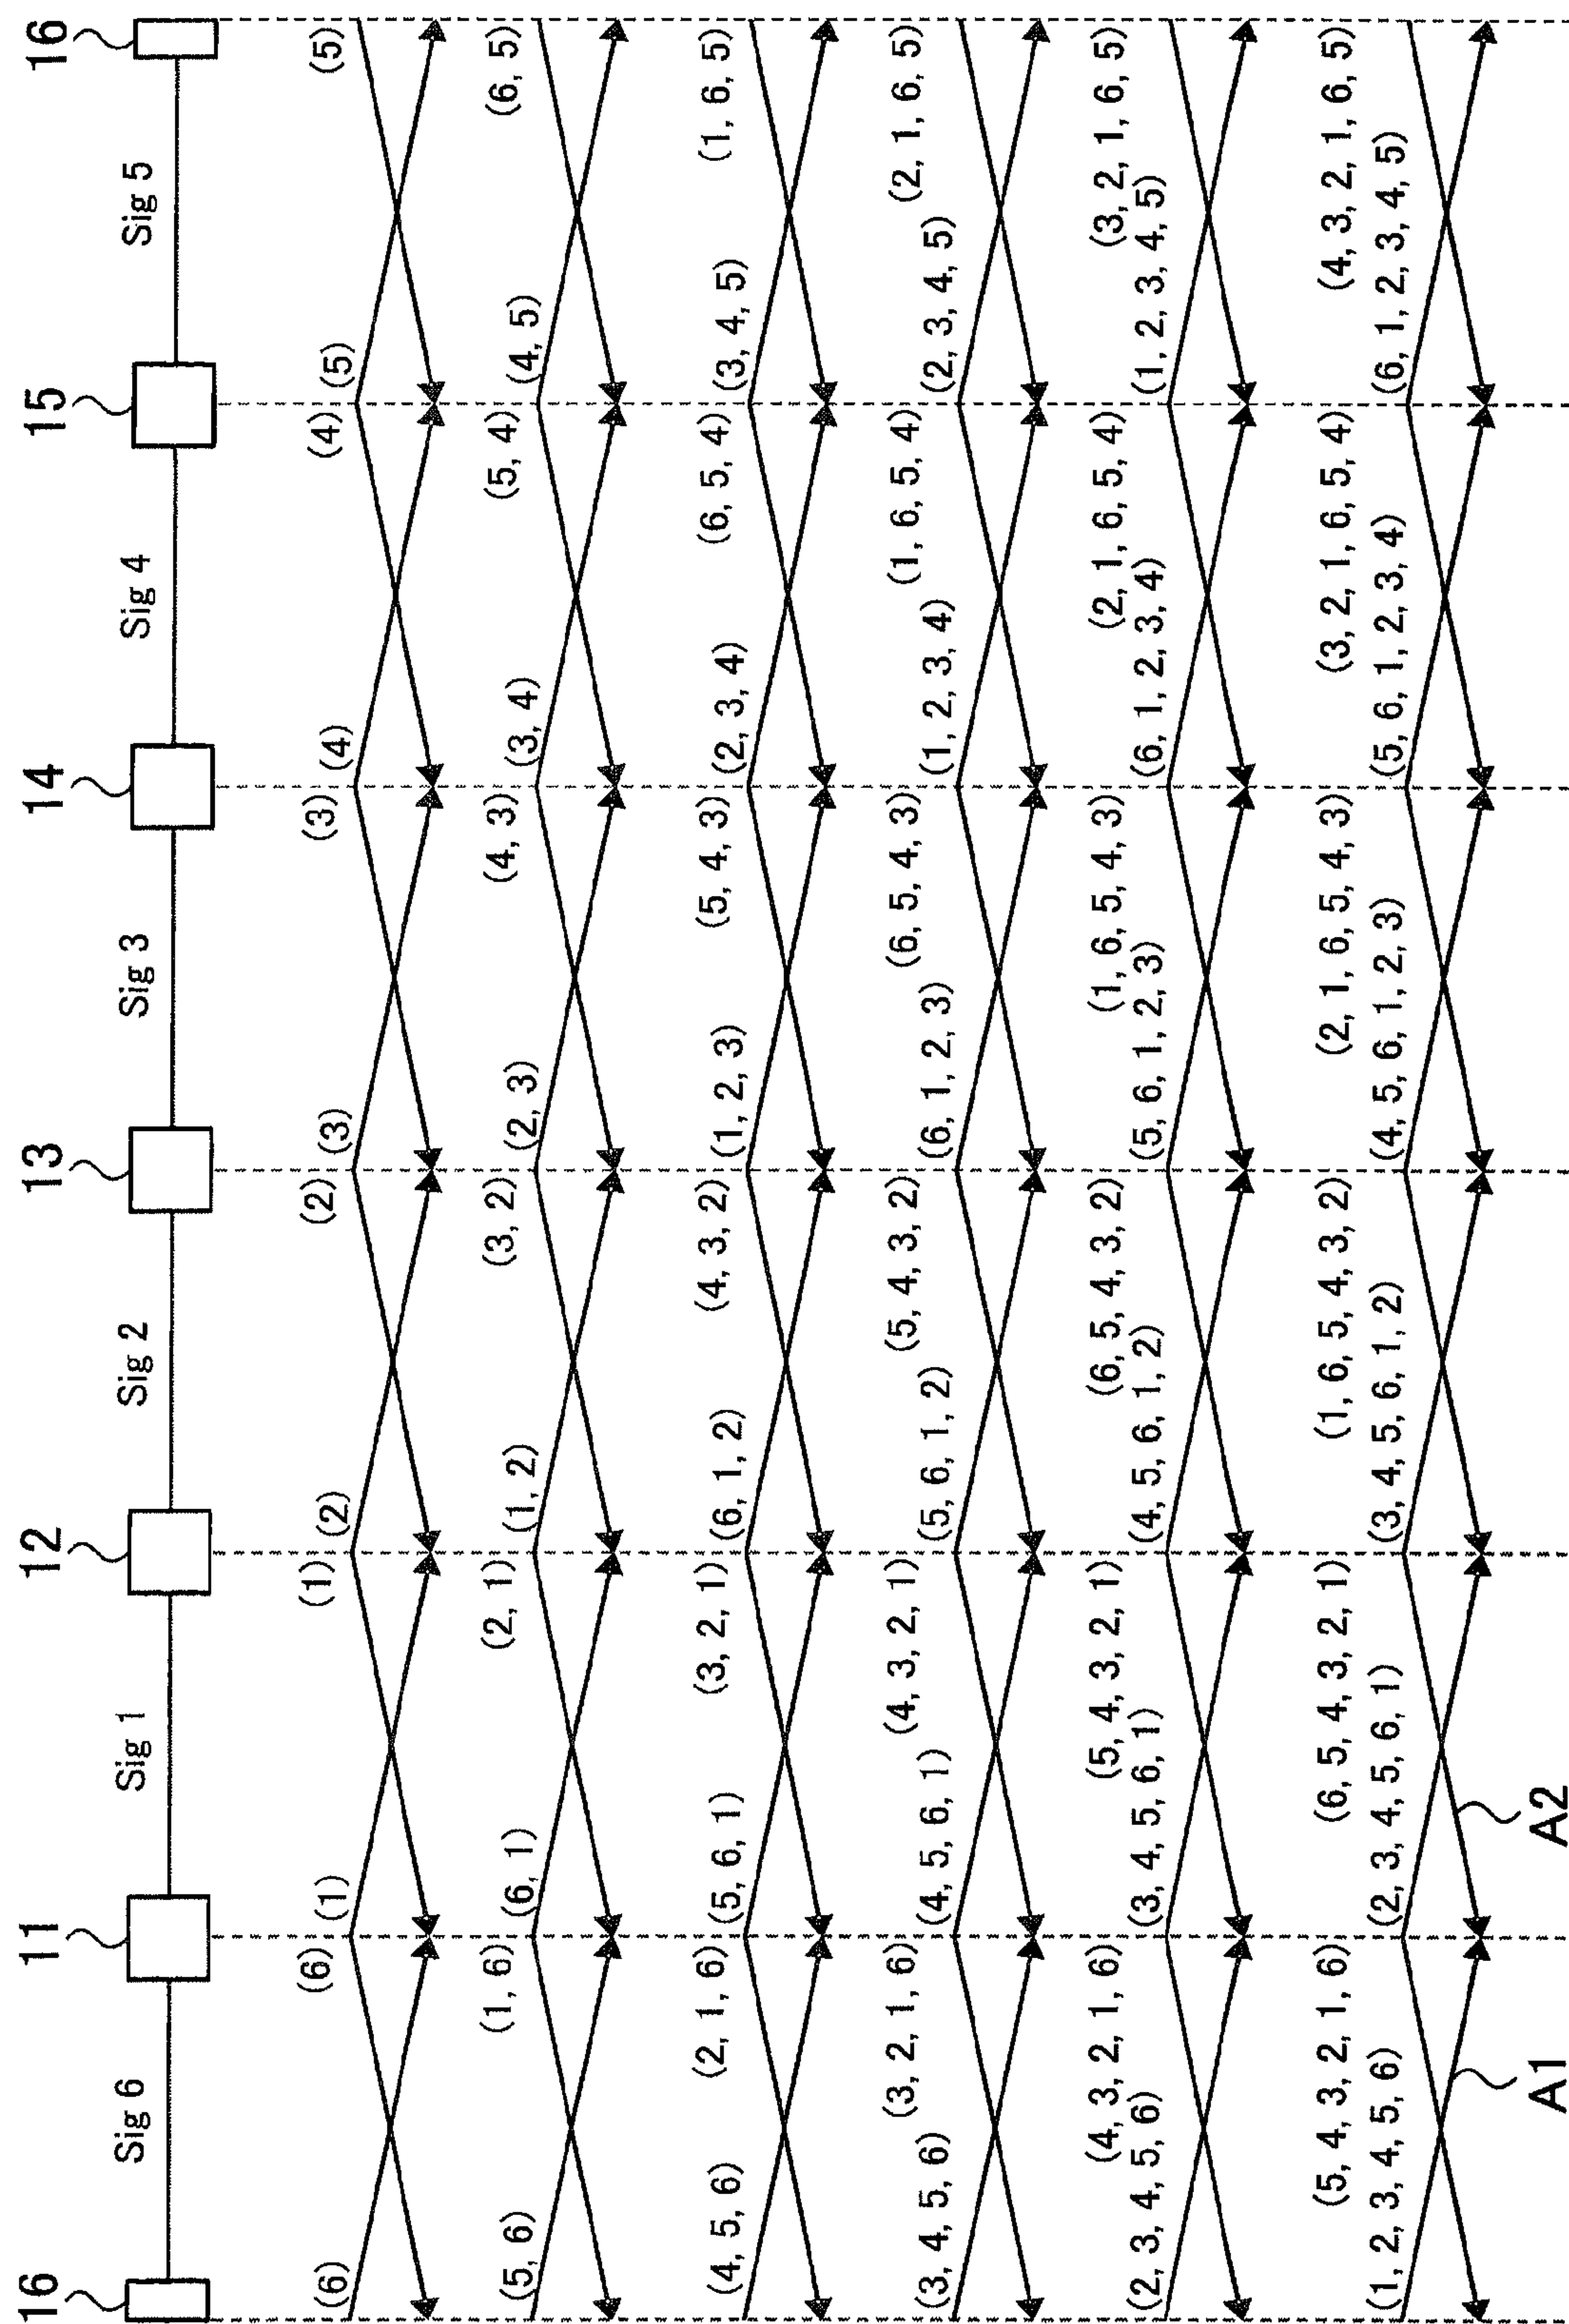 16 11 12 13 14 15 16
Sig 6 Sig 1 Sig 2 Sig 3 Sig 4 Sig 5
(6) (6) (1) (1) (2) (2) (3) (3) (4) (4) (5) (5)
(5, 6) (1, 6) (6, 1) (2, 1) (1, 2) (3, 2) (2, 3) (4, 3) (3, 4) (5, 4) (4, 5) (6, 5)
(4, 5, 6) (2, 1, 6) (5, 6, 1) (3, 2, 1) (6, 1, 2) (4, 3, 2) (1, 2, 3) (5, 4, 3) (2, 3, 4) (6, 5, 4) (3, 4, 5) (1, 6, 5)
(3, 2, 1, 6) (4, 3, 2, 1) (5, 4, 3, 2) (6, 5, 4, 3) (1, 6, 5, 4) (2, 1, 6, 5)
(3, 4, 5, 6) (4, 5, 6, 1) (5, 6, 1, 2) (6, 1, 2, 3) (1, 2, 3, 4) (2, 3, 4, 5)
(4, 3, 2, 1, 6) (5, 4, 3, 2, 1) (6, 5, 4, 3, 2) (1, 6, 5, 4, 3) (2, 1, 6, 5, 4) (3, 2, 1, 6, 5)
(2, 3, 4, 5, 6) (3, 4, 5, 6, 1) (4, 5, 6, 1, 2) (5, 6, 1, 2, 3) (6, 1, 2, 3, 4) (1, 2, 3, 4, 5)
(5, 4, 3, 2, 1, 6) (6, 5, 4, 3, 2, 1) (1, 6, 5, 4, 3, 2) (2, 1, 6, 5, 4, 3) (3, 2, 1, 6, 5, 4) (4, 3, 2, 1, 6, 5)
(1, 2, 3, 4, 5, 6) (2, 3, 4, 5, 6, 1) (3, 4, 5, 6, 1, 2) (4, 5, 6, 1, 2, 3) (5, 6, 1, 2, 3, 4) (6, 1, 2, 3, 4, 5)
A1 A2